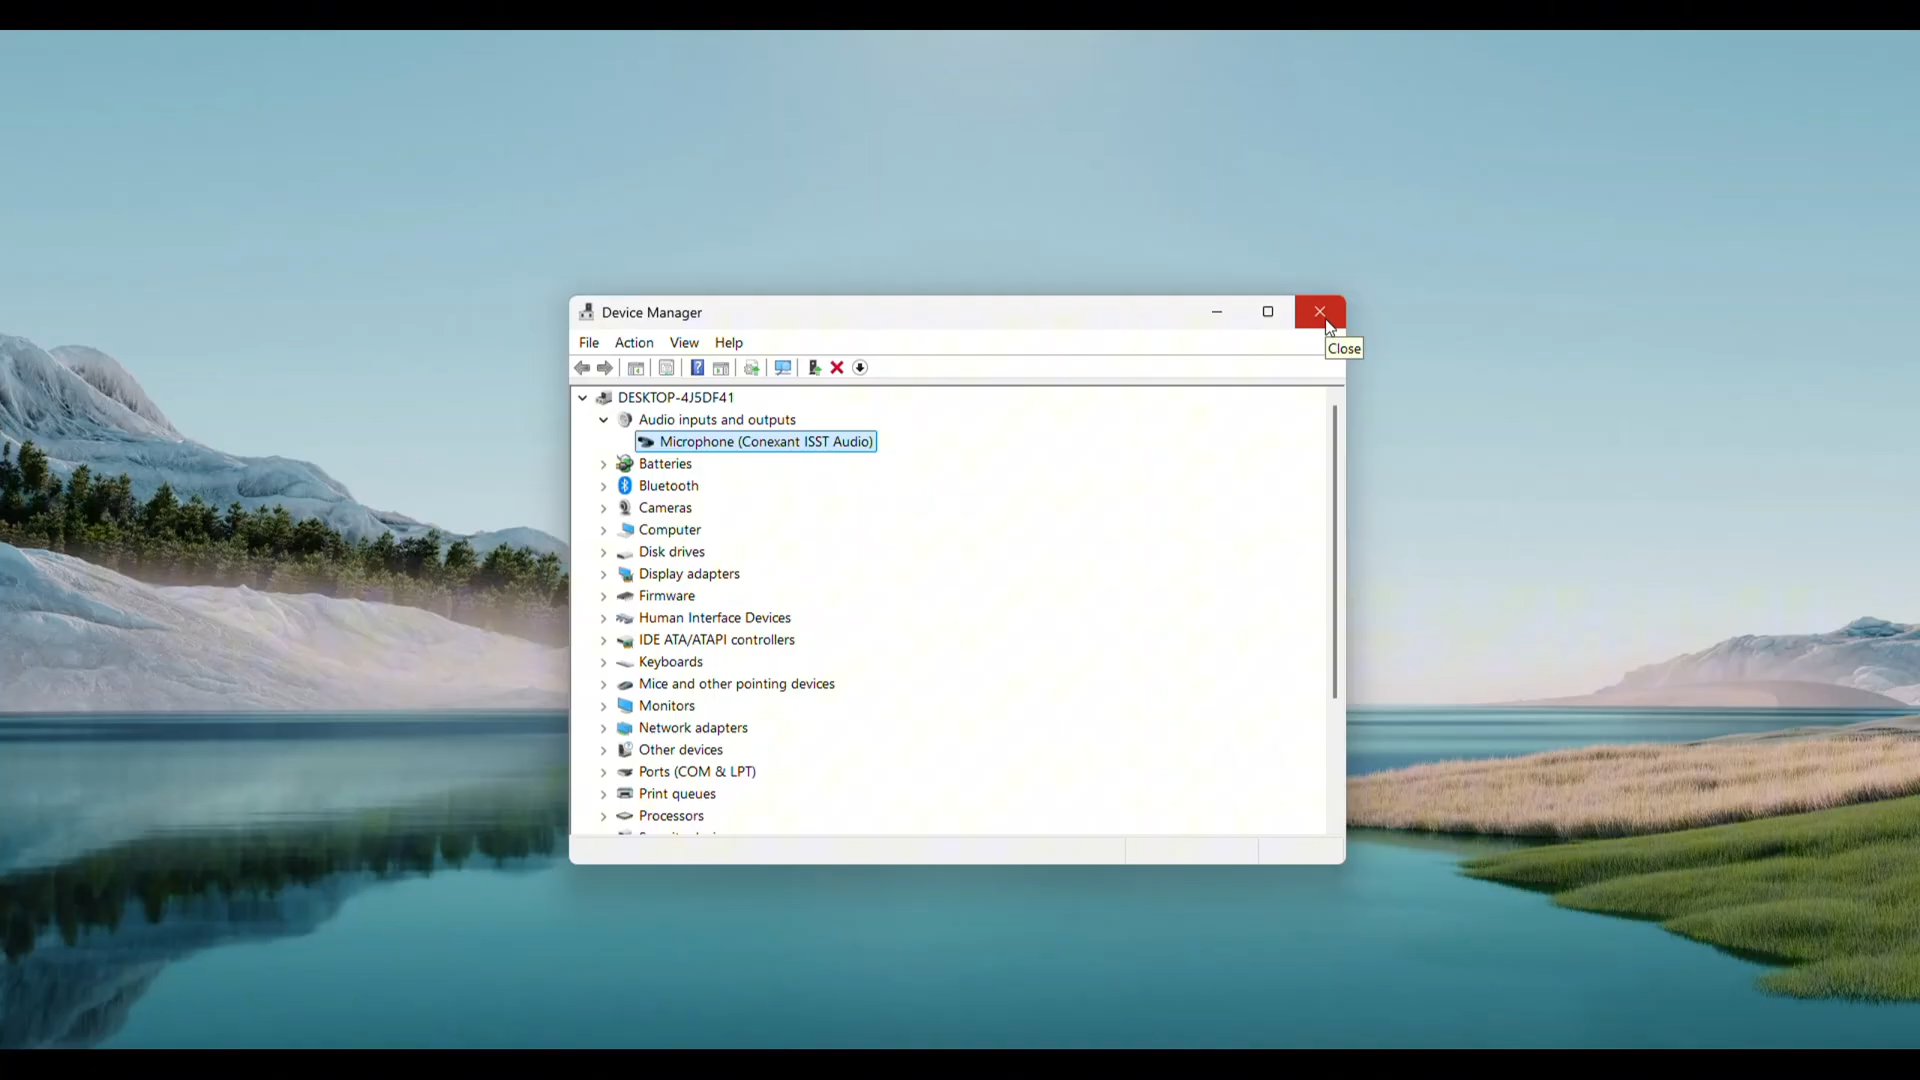 Device Manager
File Action View Help
Close
DESKTOP-4J5DF41
Audio inputs and outputs
Microphone (Conexant ISST Audio)
Batteries
Bluetooth
Cameras
Computer
Disk drives
Display adapters
Firmware
Human Interface Devices
IDE ATA/ATAPI controllers
Keyboards
Mice and other pointing devices
Monitors
Network adapters
Other devices
Ports (COM & LPT)
Print queues
Processors